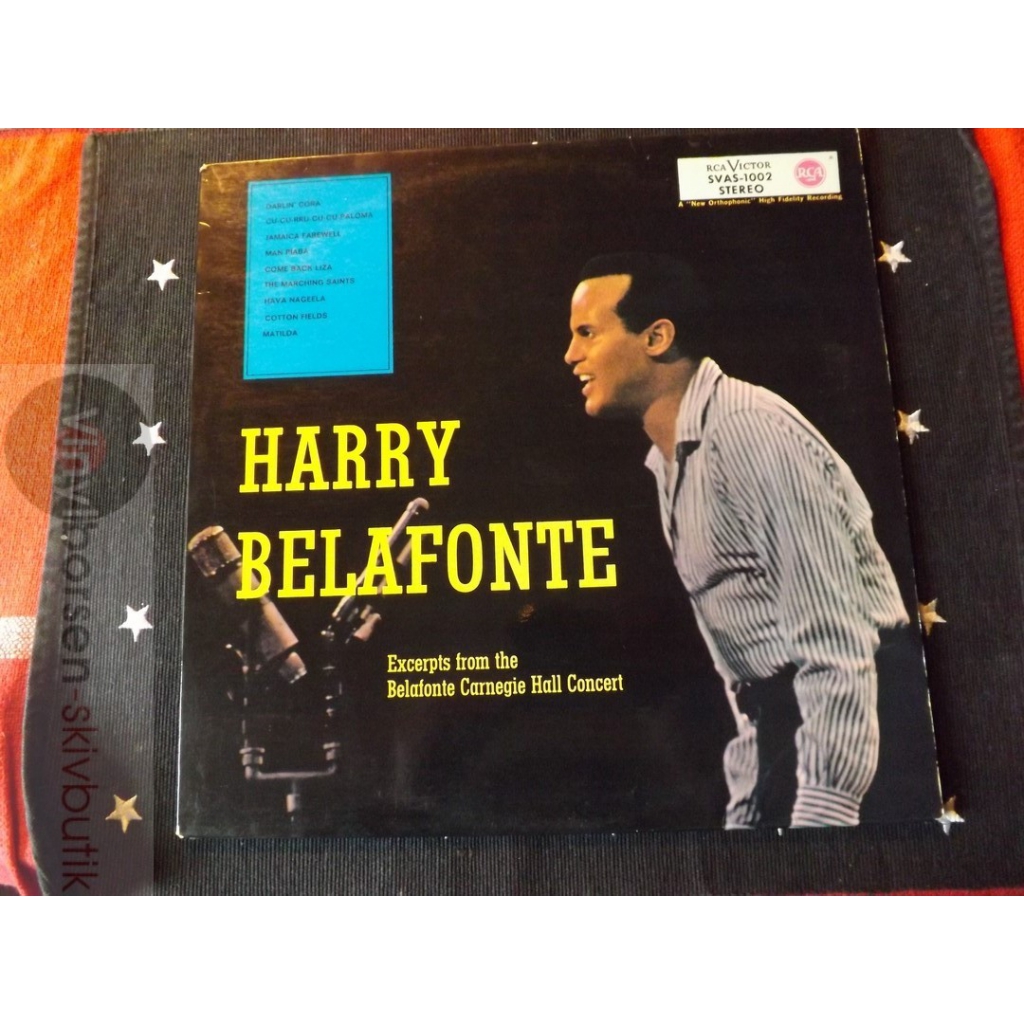 RCA VICTOR
SVAS-1002
STEREO
RCA
A "New Orthophonic" High Fidelity Recording
DARLIN' CORA
CU-CU-RRU-CU-CU PALOMA
JAMAICA FAREWELL
MAN PIABA
COME BACK LIZA
THE MARCHING SAINTS
HAVA NAGEELA
COTTON FIELDS
MATILDA
HARRY
BELAFONTE
Excerpts from the
Belafonte Carnegie Hall Concert
Vinylborsen-skivbutik